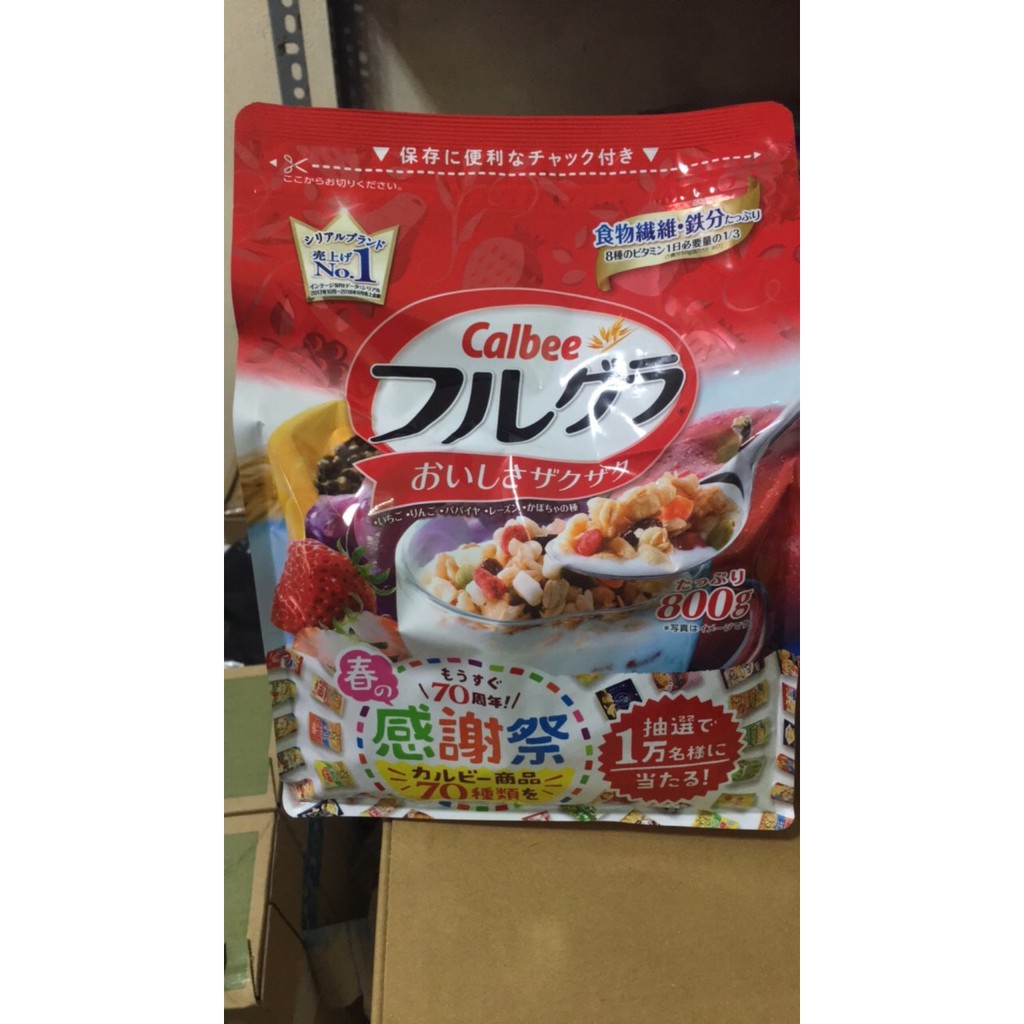 ▼保存に便利なチャック付き▼
ここからお切りください。
シリアルブランド
売上げ
No.1
食物繊維・鉄分たっぷり
8種のビタミン1日必要量の1/3
Calbee
フルグラ
おいしさザクザク
・いちご ・りんご ・パパイヤ ・レーズン ・かぼちゃの種
たっぷり
800g
*写真はイメージです
春の
もうすぐ
70周年!
感謝祭
カルビー商品
70種類を
抽選で
1万名様に
当たる!